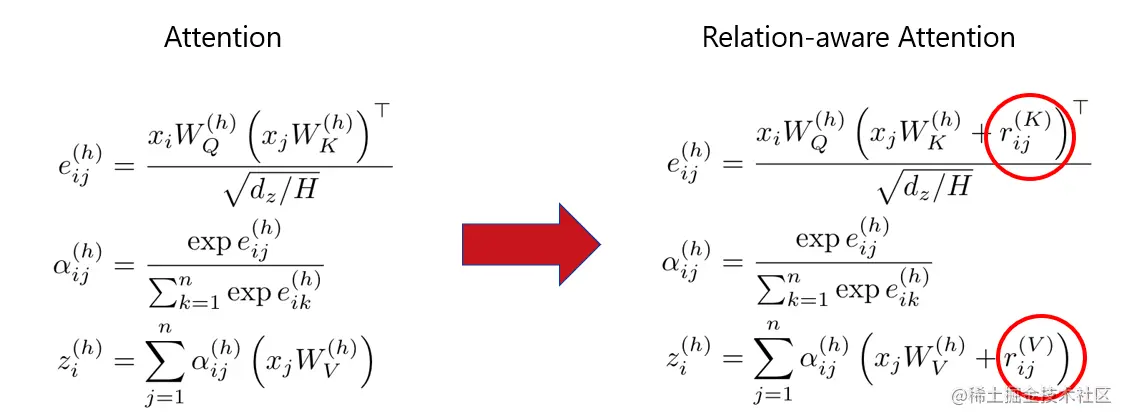 Attention
e_{ij}^{(h)} = \frac{x_i W_Q^{(h)} \left( x_j W_K^{(h)} \right)^\top}{\sqrt{d_z/H}}
α_{ij}^{(h)} = \frac{\exp e_{ij}^{(h)}}{\sum_{k=1}^{n} \exp e_{ik}^{(h)}}
z_i^{(h)} = \sum_{j=1}^{n} α_{ij}^{(h)} \left( x_j W_V^{(h)} \right)
Relation-aware Attention
e_{ij}^{(h)} = \frac{x_i W_Q^{(h)} \left( x_j W_K^{(h)} + r_{ij}^{(K)} \right)^\top}{\sqrt{d_z/H}}
α_{ij}^{(h)} = \frac{\exp e_{ij}^{(h)}}{\sum_{k=1}^{n} \exp e_{ik}^{(h)}}
z_i^{(h)} = \sum_{j=1}^{n} α_{ij}^{(h)} \left( x_j W_V^{(h)} + r_{ij}^{(V)} \right)
@稀土掘金技术社区